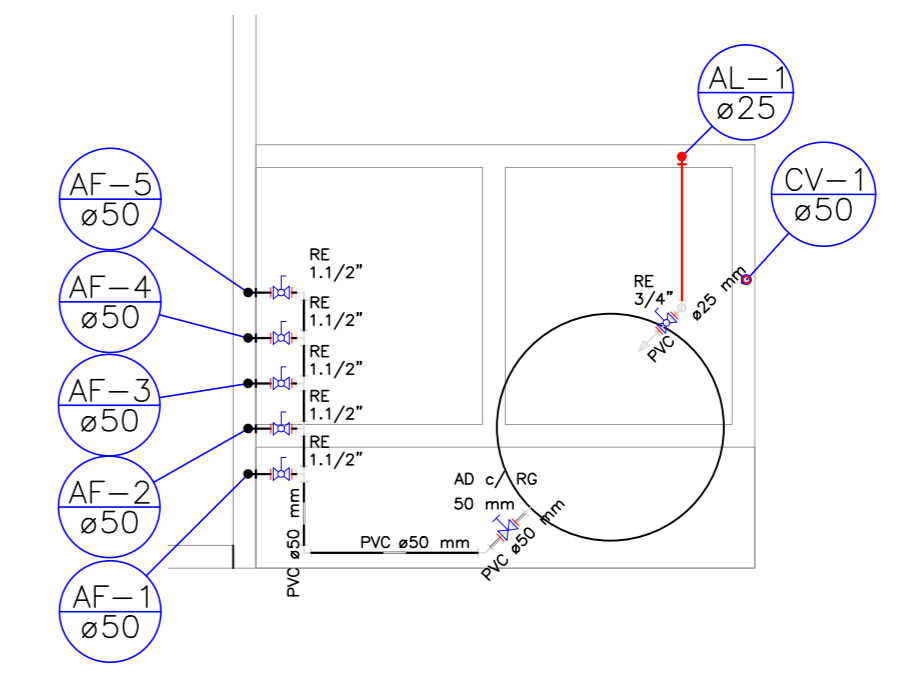 AL-1
ø25
CV-1
ø50
AF-5
ø50
AF-4
ø50
AF-3
ø50
AF-2
ø50
AF-1
ø50
RE
1.1/2"
RE
1.1/2"
RE
1.1/2"
RE
1.1/2"
RE
1.1/2"
RE
3/4"
PVC ø25 mm
AD c/ RG
50 mm
PVC ø50 mm
PVC ø50 mm
PVC ø50 mm